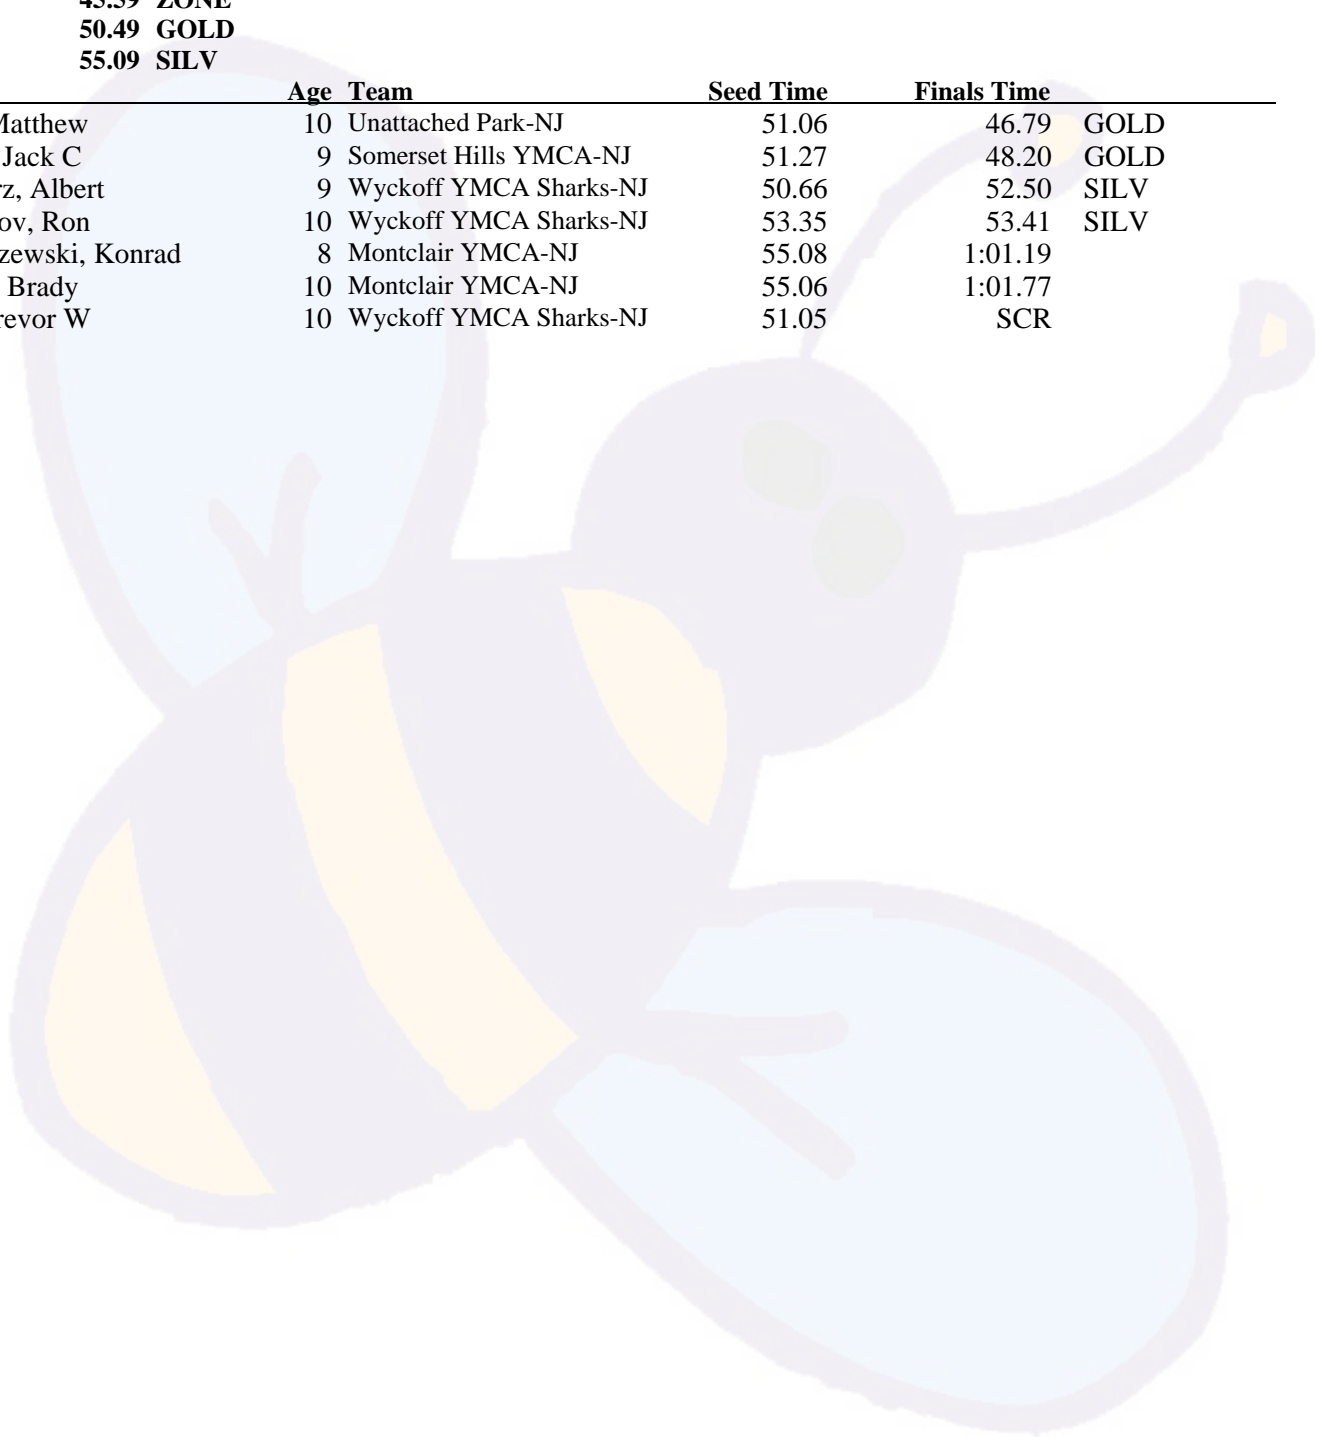 50.49 GOLD
55.09 SILV
Age Team Seed Time Finals Time
Matthew 10 Unattached Park-NJ 51.06 46.79 GOLD
Jack C 9 Somerset Hills YMCA-NJ 51.27 48.20 GOLD
rz, Albert 9 Wyckoff YMCA Sharks-NJ 50.66 52.50 SILV
ov, Ron 10 Wyckoff YMCA Sharks-NJ 53.35 53.41 SILV
zewski, Konrad 8 Montclair YMCA-NJ 55.08 1:01.19
Brady 10 Montclair YMCA-NJ 55.06 1:01.77
revor W 10 Wyckoff YMCA Sharks-NJ 51.05 SCR